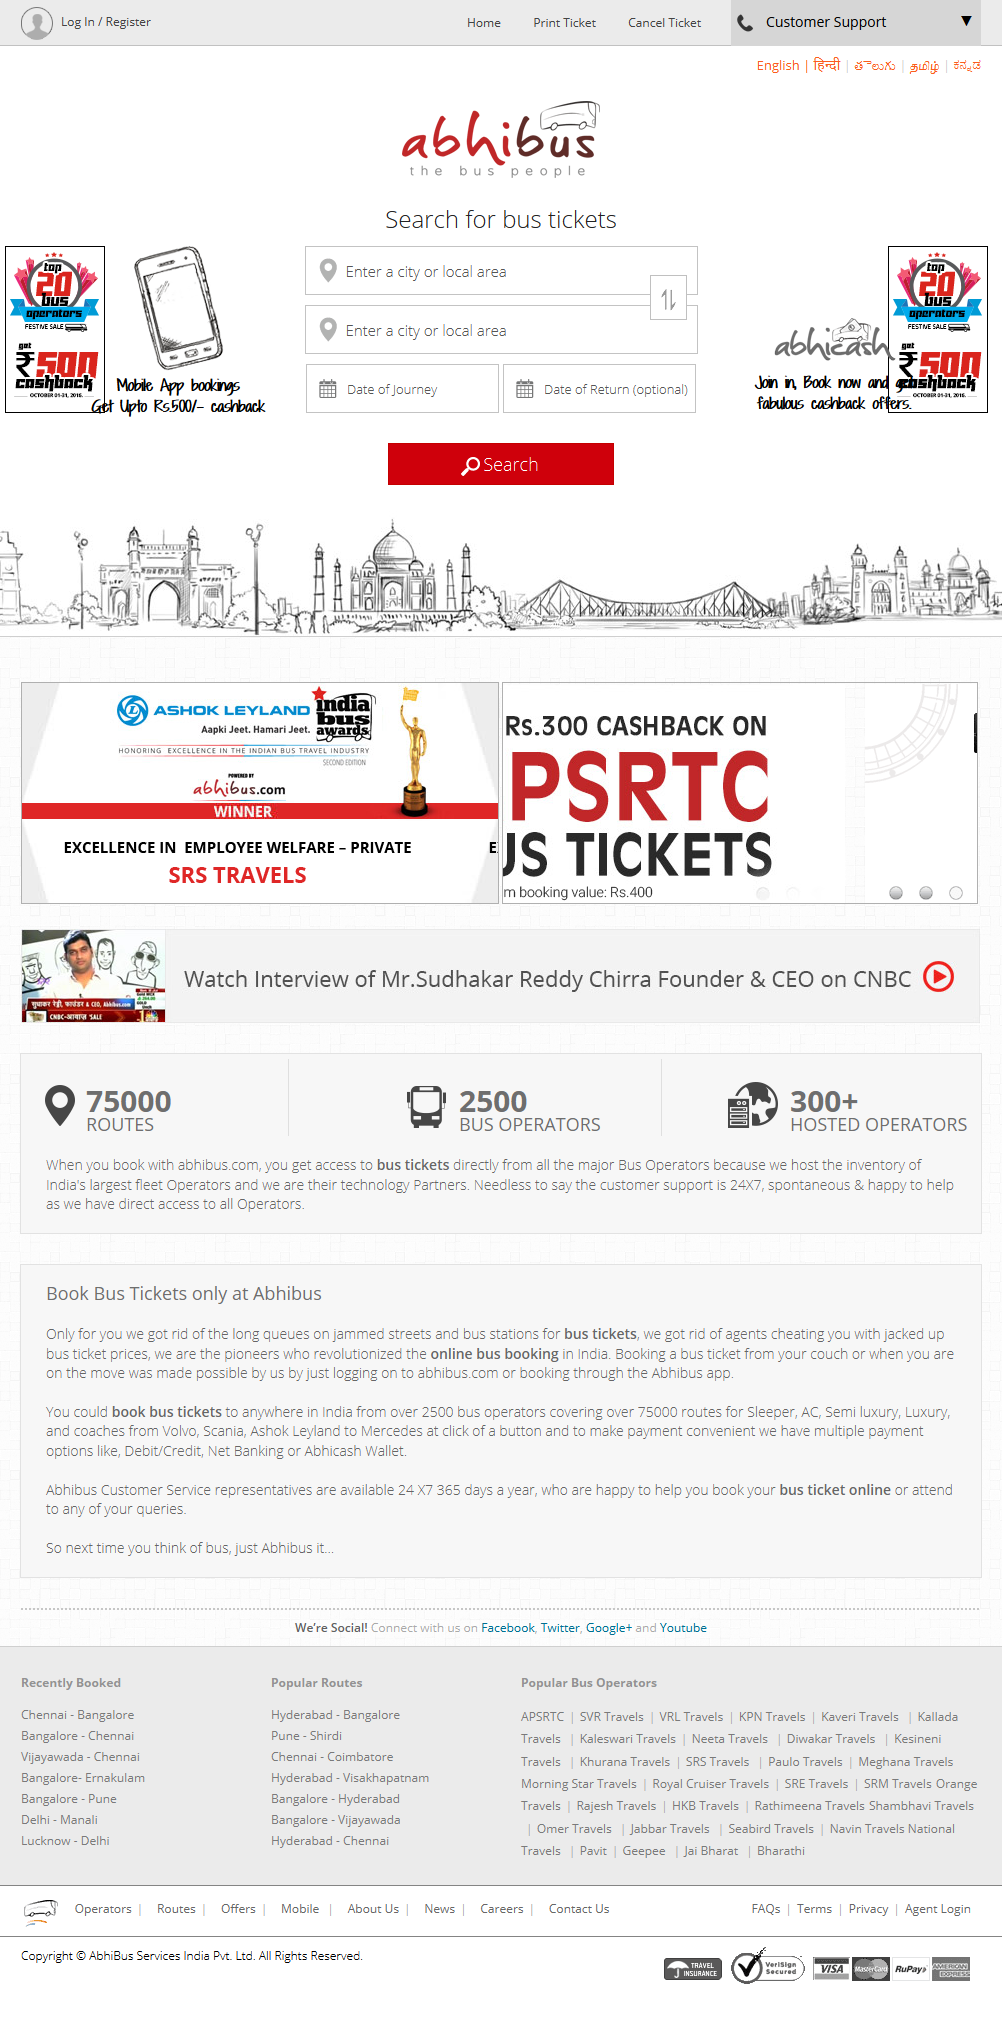 Log In / Register
Home
Print Ticket
Cancel Ticket
Customer Support
English | हिन्दी | తెలుగు | தமிழ் | ಕನ್ನಡ
abhibus
the bus people
Search for bus tickets
top
20
bus
operators
FESTIVE SALE
get
₹500
cashback
OCTOBER 01-31, 2016.
Mobile App bookings
Get Upto Rs.500/- cashback
Enter a city or local area
Enter a city or local area
Date of Journey
Date of Return (optional)
Search
abhicash
Join in, Book now and get
fabulous cashback offers.
top
20
bus
operators
FESTIVE SALE
get
₹500
cashback
OCTOBER 01-31, 2016.
ASHOK LEYLAND
Aapki Jeet. Hamari Jeet.
india
bus
awards
HONORING EXCELLENCE IN THE INDIAN BUS TRAVEL INDUSTRY
SECOND EDITION
POWERED BY
abhibus.com
WINNER
EXCELLENCE IN EMPLOYEE WELFARE – PRIVATE
SRS TRAVELS
Rs.300 CASHBACK ON
PSRTC
US TICKETS
m booking value: Rs.400
सुधाकर रेड्डी, फाउंडर & CEO, Abhibus.com
CNBC-आवाज़ 'SALE
Watch Interview of Mr.Sudhakar Reddy Chirra Founder & CEO on CNBC
75000
ROUTES
2500
BUS OPERATORS
300+
HOSTED OPERATORS
When you book with abhibus.com, you get access to bus tickets directly from all the major Bus Operators because we host the inventory of
India's largest fleet Operators and we are their technology Partners. Needless to say the customer support is 24X7, spontaneous & happy to help
as we have direct access to all Operators.
Book Bus Tickets only at Abhibus
Only for you we got rid of the long queues on jammed streets and bus stations for bus tickets, we got rid of agents cheating you with jacked up
bus ticket prices, we are the pioneers who revolutionized the online bus booking in India. Booking a bus ticket from your couch or when you are
on the move was made possible by us by just logging on to abhibus.com or booking through the Abhibus app.
You could book bus tickets to anywhere in India from over 2500 bus operators covering over 75000 routes for Sleeper, AC, Semi luxury, Luxury,
and coaches from Volvo, Scania, Ashok Leyland to Mercedes at click of a button and to make payment convenient we have multiple payment
options like, Debit/Credit, Net Banking or Abhicash Wallet.
Abhibus Customer Service representatives are available 24 X7 365 days a year, who are happy to help you book your bus ticket online or attend
to any of your queries.
So next time you think of bus, just Abhibus it...
We're Social! Connect with us on Facebook, Twitter, Google+ and Youtube
Recently Booked
Chennai - Bangalore
Bangalore - Chennai
Vijayawada - Chennai
Bangalore- Ernakulam
Bangalore - Pune
Delhi - Manali
Lucknow - Delhi
Popular Routes
Hyderabad - Bangalore
Pune - Shirdi
Chennai - Coimbatore
Hyderabad - Visakhapatnam
Bangalore - Hyderabad
Bangalore - Vijayawada
Hyderabad - Chennai
Popular Bus Operators
APSRTC | SVR Travels | VRL Travels | KPN Travels | Kaveri Travels | Kallada
Travels | Kaleswari Travels | Neeta Travels | Diwakar Travels | Kesineni
Travels | Khurana Travels | SRS Travels | Paulo Travels | Meghana Travels
Morning Star Travels | Royal Cruiser Travels | SRE Travels | SRM Travels Orange
Travels | Rajesh Travels | HKB Travels | Rathimeena Travels Shambhavi Travels
| Omer Travels | Jabbar Travels | Seabird Travels | Navin Travels National
Travels | Pavit | Geepee | Jai Bharat | Bharathi
Operators | Routes | Offers | Mobile | About Us | News | Careers | Contact Us
FAQs | Terms | Privacy | Agent Login
Copyright © AbhiBus Services India Pvt. Ltd. All Rights Reserved.
TRAVEL
INSURANCE
VeriSign
Secured
VISA
MasterCard
RuPay
AMERICAN
EXPRESS